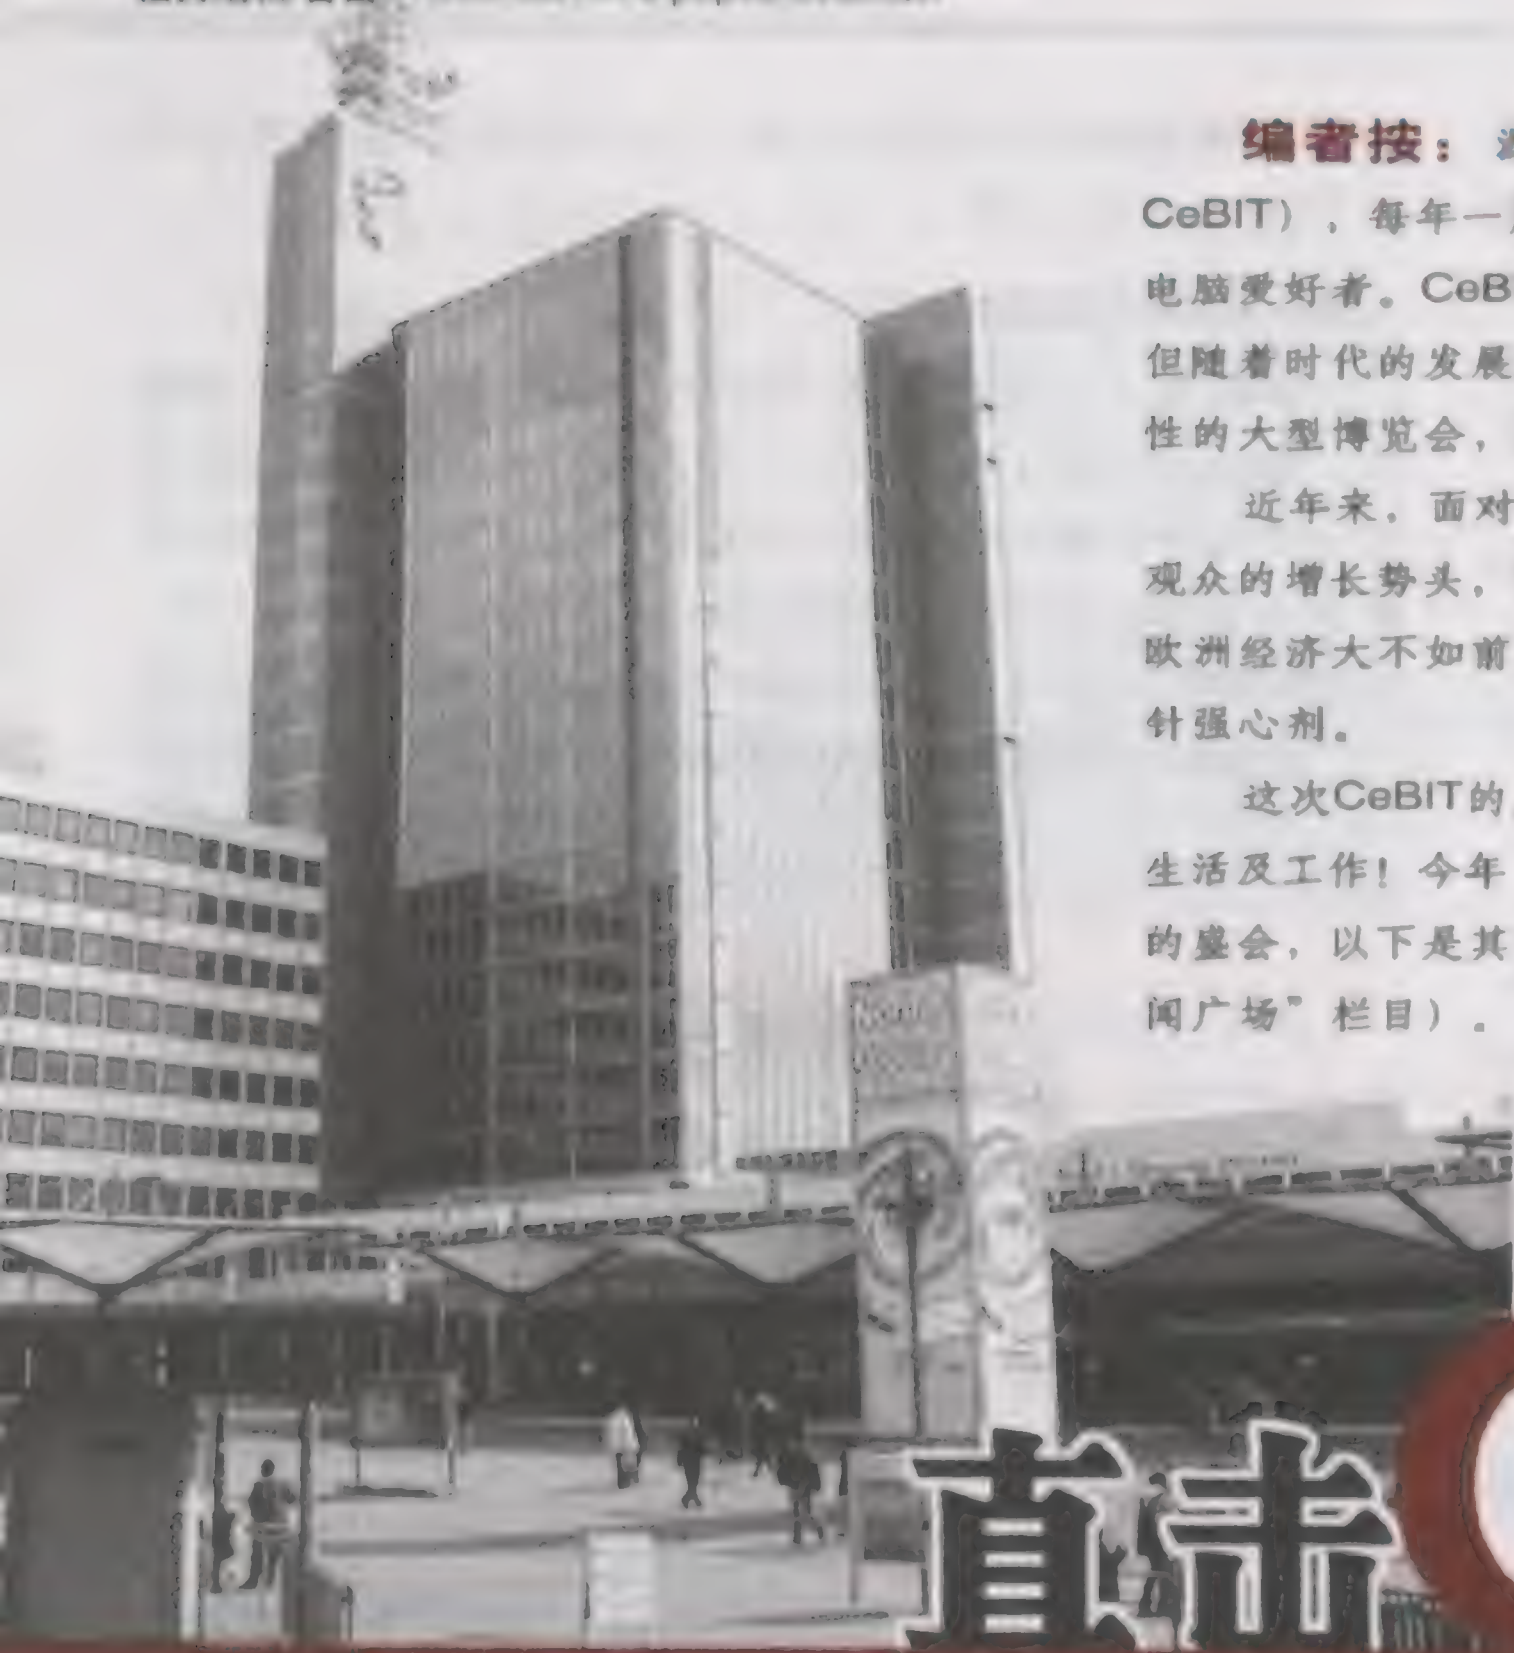 编者按：
CeBIT），每年一
电脑爱好者。CeB
但随着时代的发展
性的大型博览会，
近年来，面对
观众的增长势头，
欧洲经济大不如前
针强心剂。
这次CeBIT的
生活及工作！今年
的盛会，以下是其
闻广场”栏目）。
直击